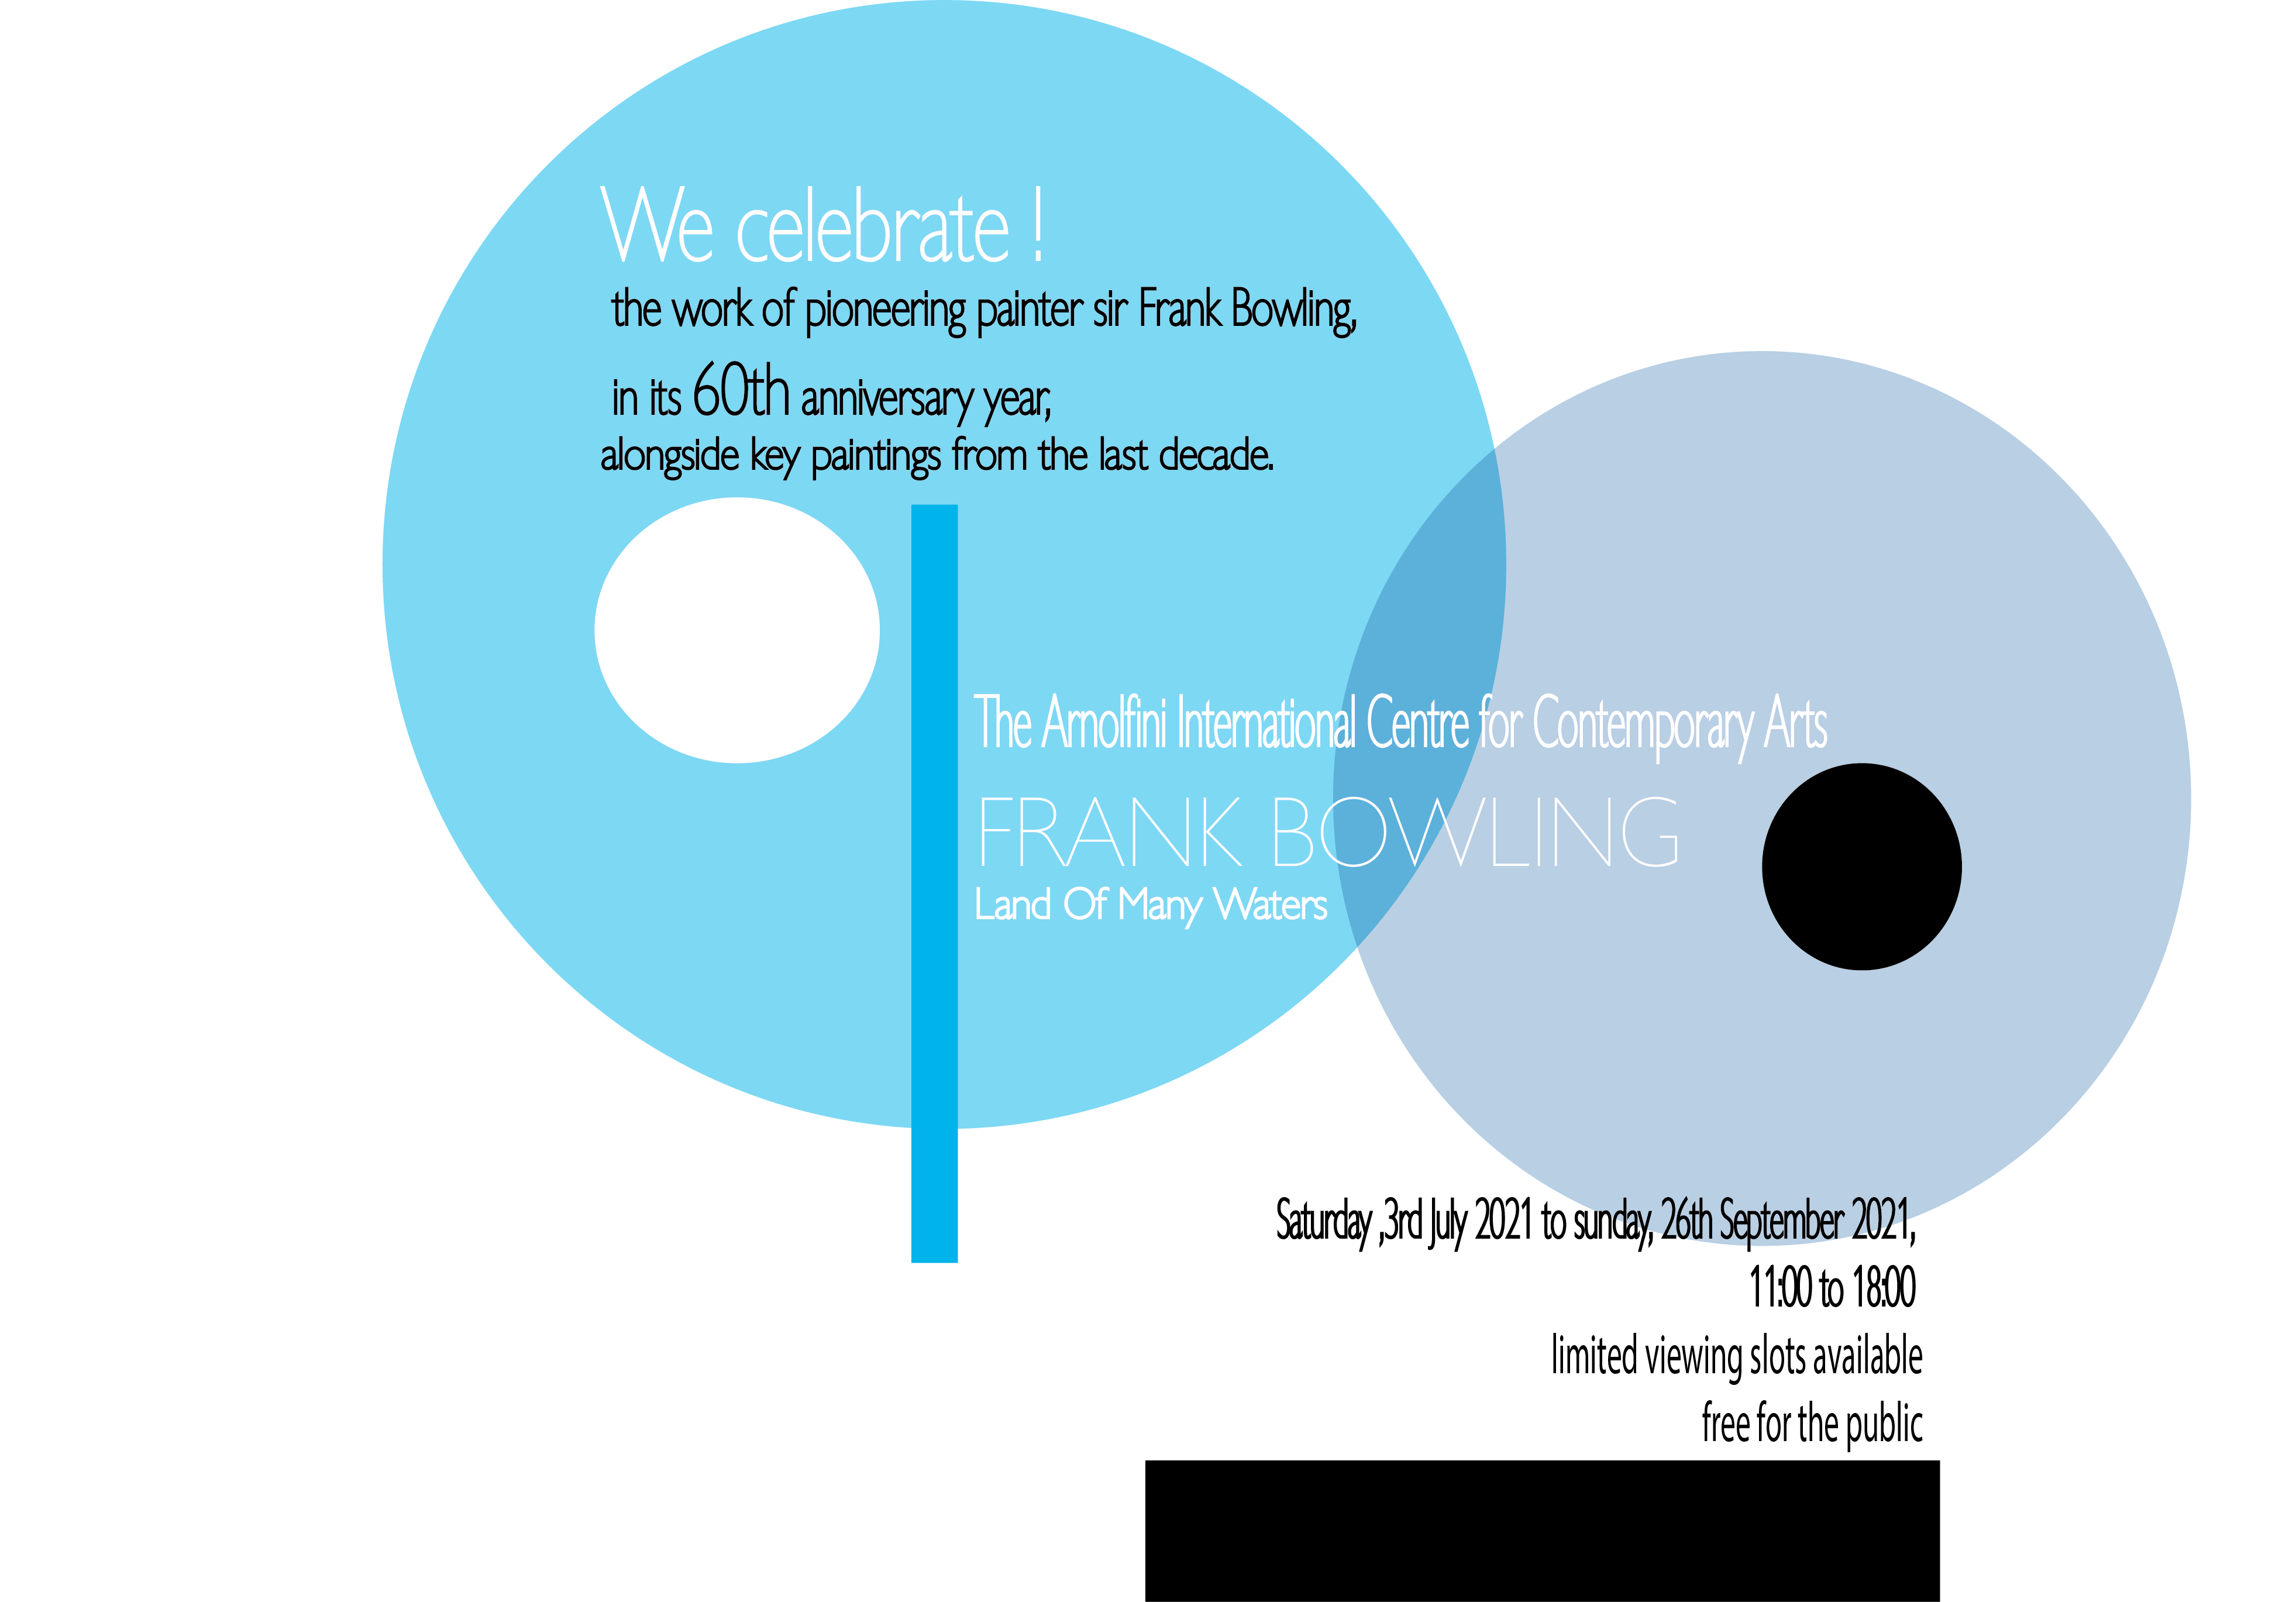 We celebrate !
the work of pioneering painter sir Frank Bowling,
in its 60th anniversary year,
alongside key paintings from the last decade.
The Arnolfini International Centre for Contemporary Arts
FRANK BOWLING
Land Of Many Waters
Saturday ,3rd July 2021 to sunday, 26th September 2021,
11:00 to 18:00
limited viewing slots available
free for the public